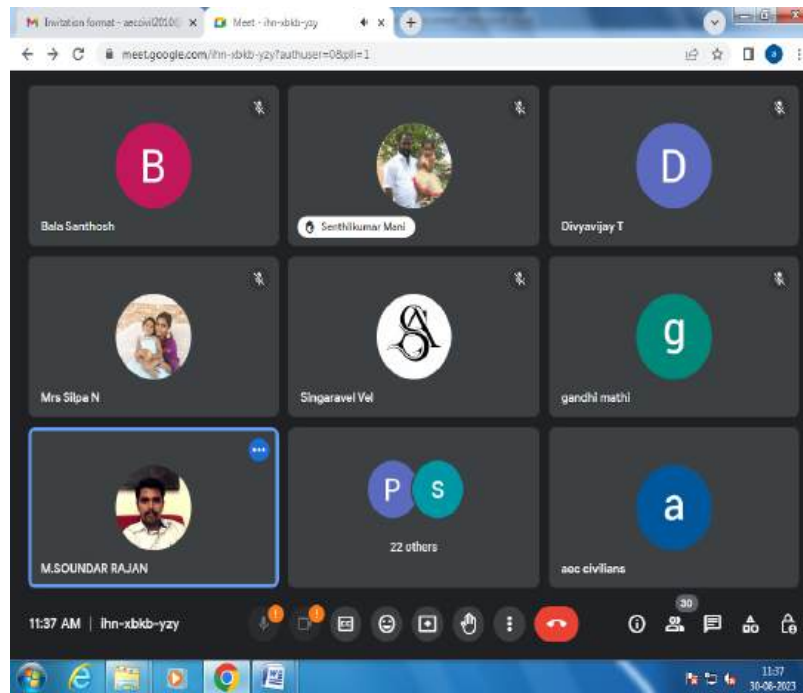 Invitation format - aecivil2010@
Meet - ihn-xbkb-yzy
meet.google.com/ihn-xbkb-yzy?authuser=0&pli=1
B
Bala Santhosh
Senthilkumar Mani
D
Divyavijay T
Mrs Silpa N
SA
Singaravel Vel
g
gandhi mathi
M.SOUNDAR RAJAN
P s
22 others
a
aec civilians
11:37 AM | ihn-xbkb-yzy
30
11:37
30-08-2023